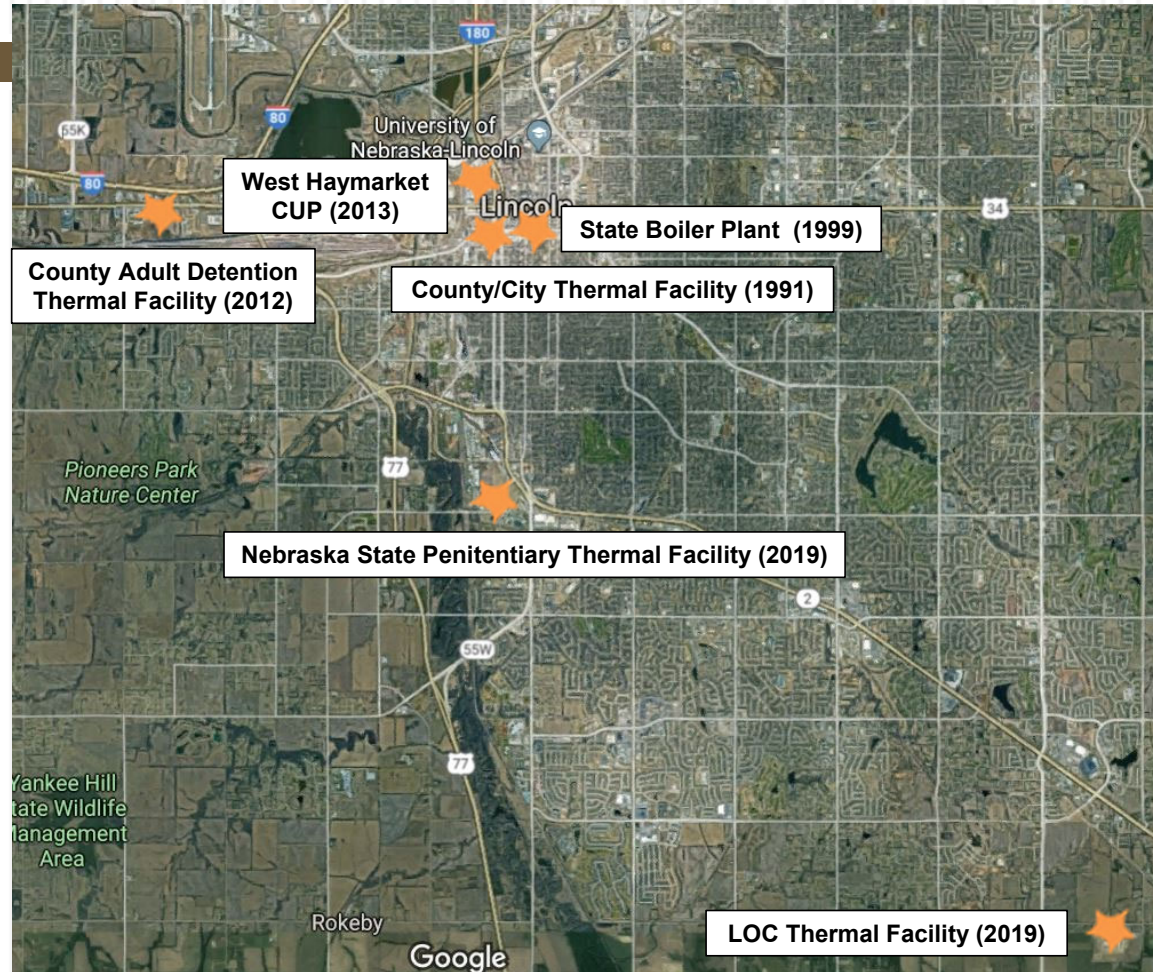 180
80
55K
University of
Nebraska-Lincoln
80
West Haymarket
CUP (2013)
Lincoln
34
State Boiler Plant (1999)
County Adult Detention
Thermal Facility (2012)
County/City Thermal Facility (1991)
Pioneers Park
Nature Center
77
Nebraska State Penitentiary Thermal Facility (2019)
2
55W
77
Yankee Hill
tate Wildlife
Management
Area
Rokeby
LOC Thermal Facility (2019)
Google